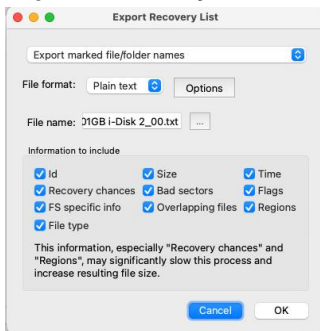 Export Recovery List
Export marked file/folder names
File format: Plain text Options
File name: 01GB i-Disk 2_00.txt ...
Information to include
Id Size Time
Recovery chances Bad sectors Flags
FS specific info Overlapping files Regions
File type
This information, especially "Recovery chances" and
"Regions", may significantly slow this process and
increase resulting file size.
Cancel OK